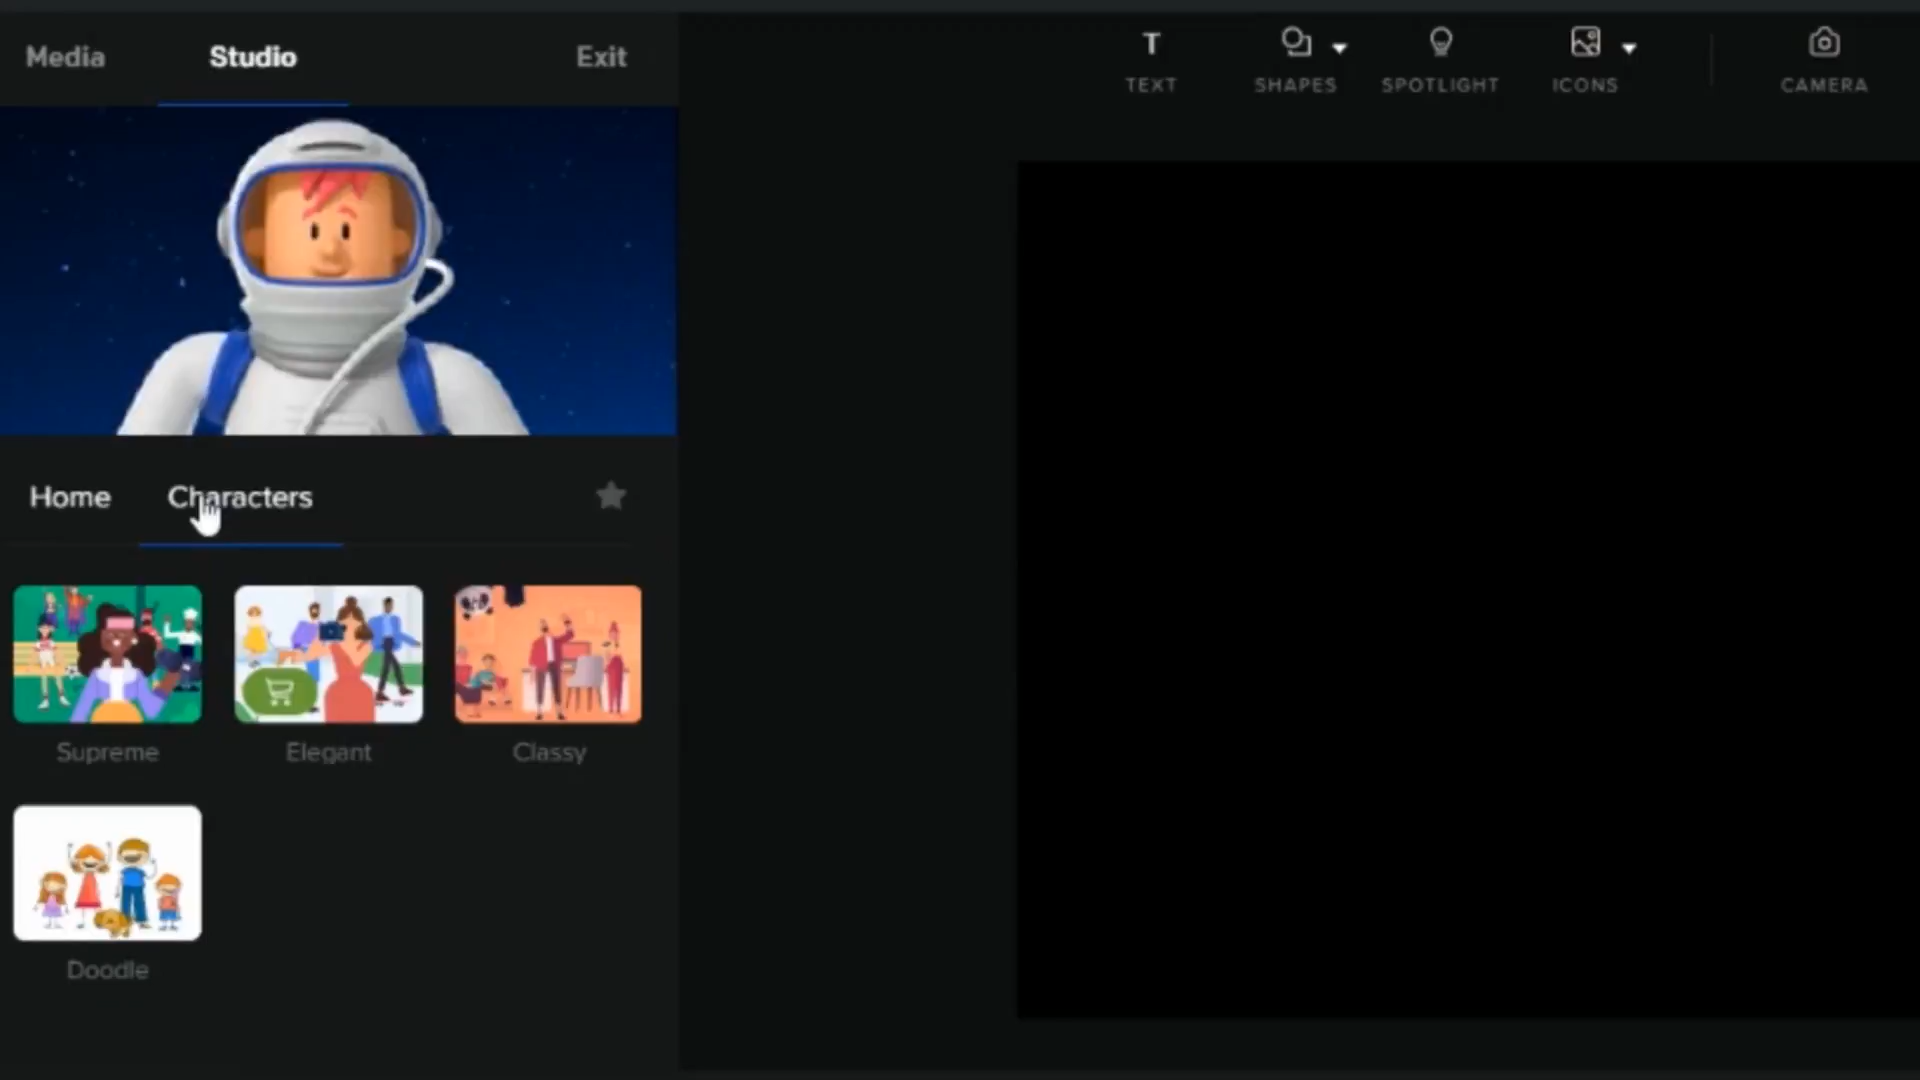 Media Studio Exit
TEXT SHAPES SPOTLIGHT ICONS CAMERA
Home Characters
Supreme Elegant Classy
Doodle